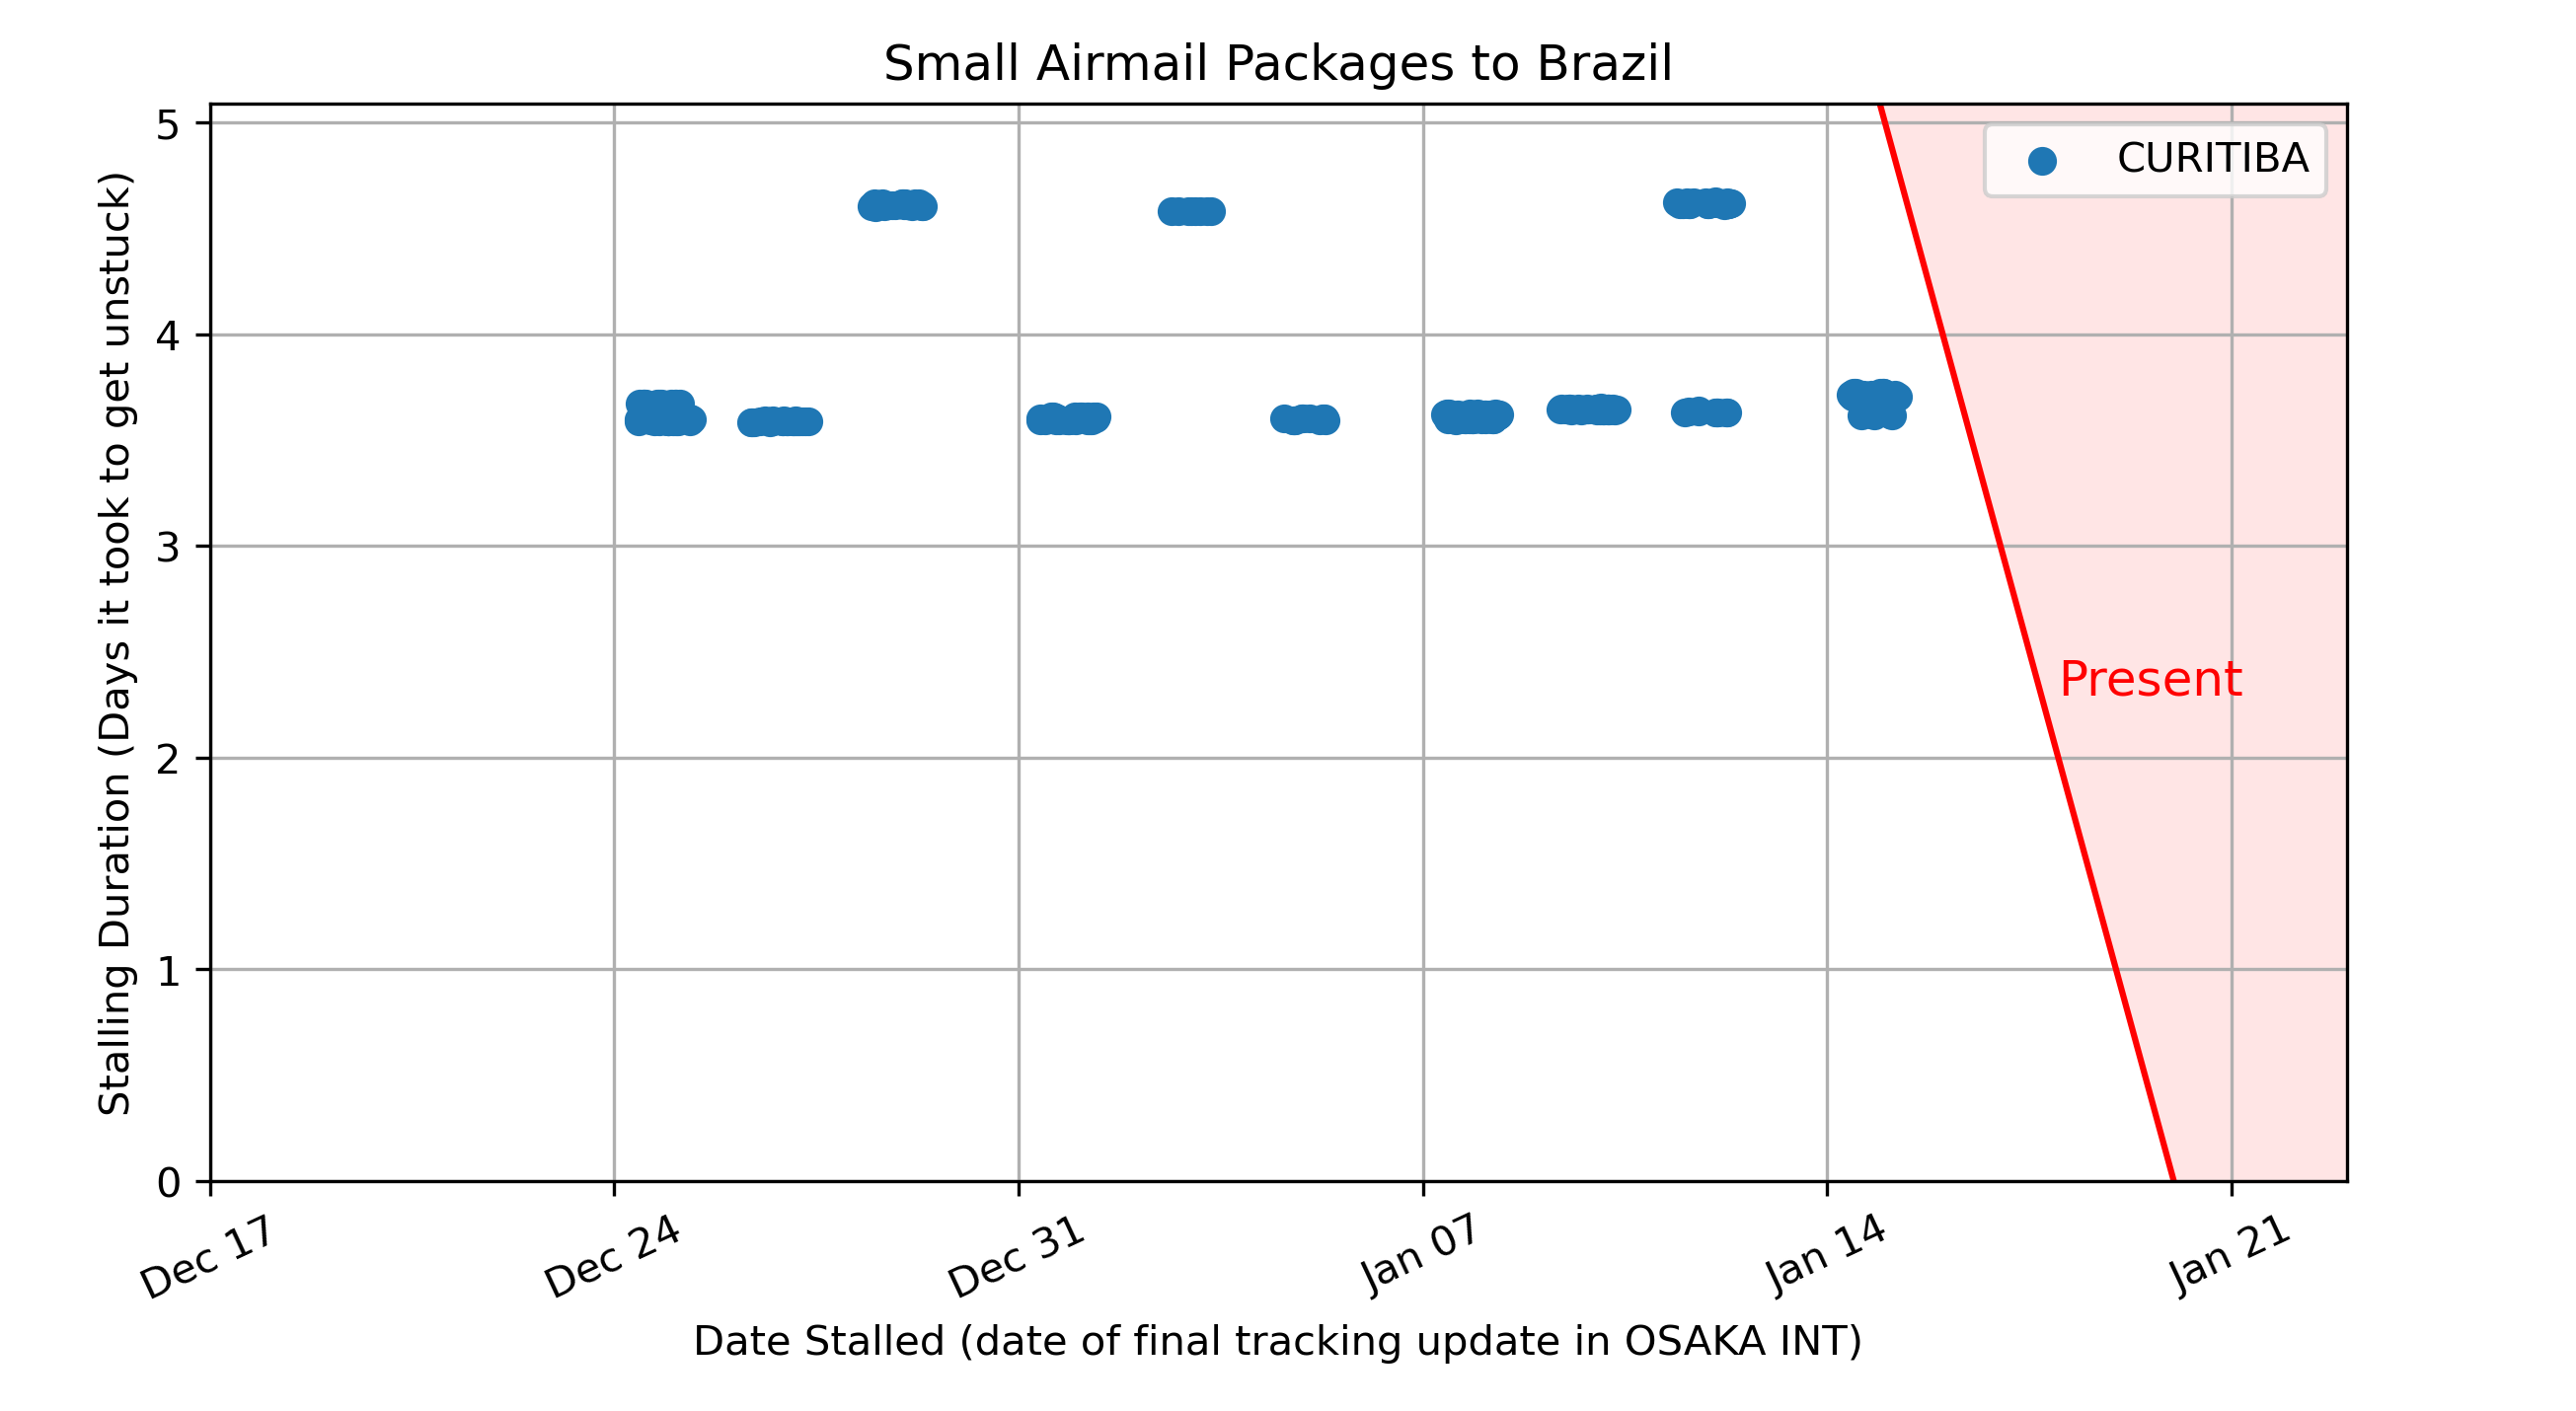 Small Airmail Packages to Brazil
CURITIBA
Stalling Duration (Days it took to get unstuck)
5
4
3
2
1
0
Present
Dec 17
Dec 24
Dec 31
Jan 07
Jan 14
Jan 21
Date Stalled (date of final tracking update in OSAKA INT)